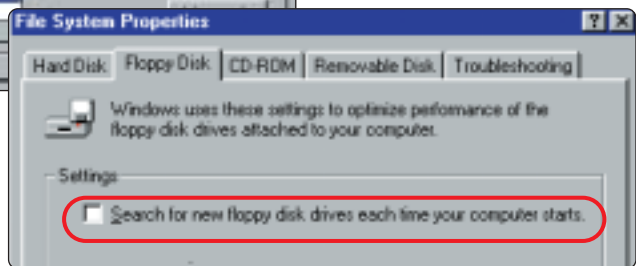 File System Properties
Hard Disk Floppy Disk CD-ROM Removable Disk Troubleshooting
Windows uses these settings to optimize performance of the
floppy disk drives attached to your computer.
Settings
Search for new floppy disk drives each time your computer starts.